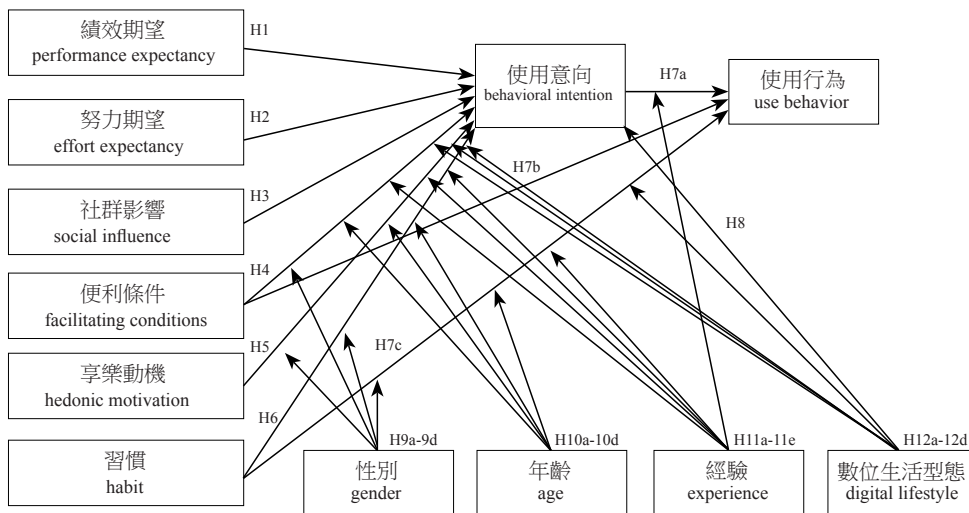 績效期望
performance expectancy
H1
努力期望
effort expectancy
H2
社群影響
social influence
H3
便利條件
facilitating conditions
H4
享樂動機
hedonic motivation
H5
習慣
habit
H6
使用意向
behavioral intention
H7a
使用行為
use behavior
H7b
H8
H7c
H9a-9d
性別
gender
H10a-10d
年齡
age
H11a-11e
經驗
experience
H12a-12d
數位生活型態
digital lifestyle